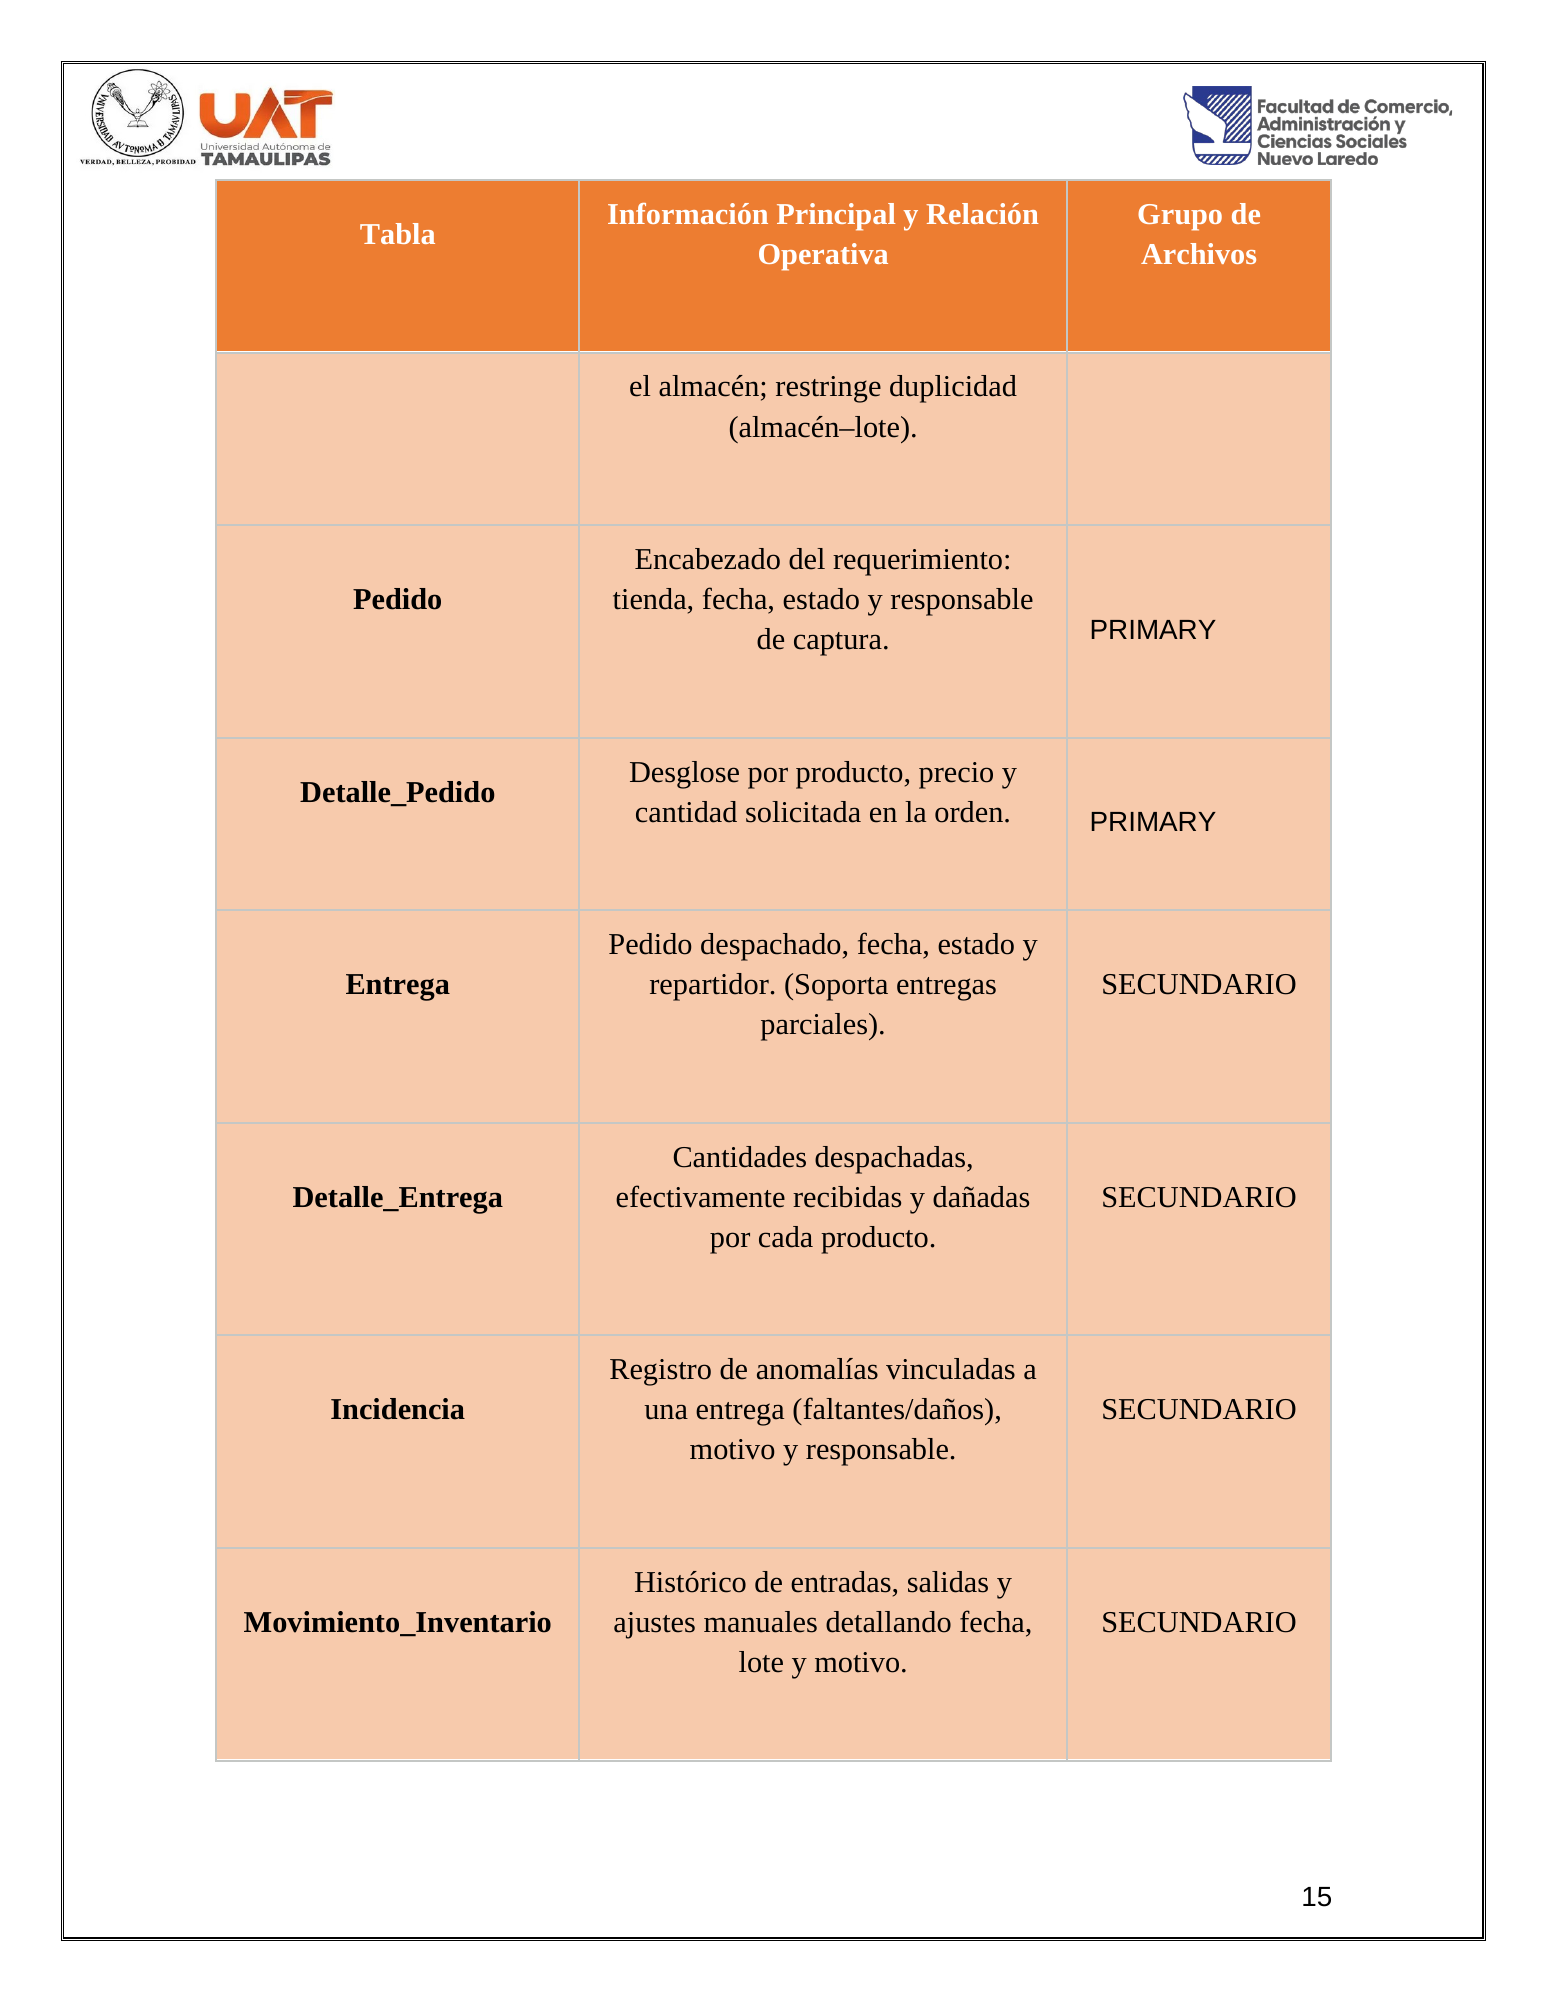 VNIVERSIDAD AVTONOMA D TAMAVLIPAS
VERDAD, BELLEZA, PROBIDAD
UAT
Universidad Autónoma de
TAMAULIPAS
Facultad de Comercio,
Administración y
Ciencias Sociales
Nuevo Laredo
Tabla
Información Principal y Relación
Operativa
Grupo de
Archivos
el almacén; restringe duplicidad
(almacén–lote).
Pedido
Encabezado del requerimiento:
tienda, fecha, estado y responsable
de captura.
PRIMARY
Detalle_Pedido
Desglose por producto, precio y
cantidad solicitada en la orden.
PRIMARY
Entrega
Pedido despachado, fecha, estado y
repartidor. (Soporta entregas
parciales).
SECUNDARIO
Detalle_Entrega
Cantidades despachadas,
efectivamente recibidas y dañadas
por cada producto.
SECUNDARIO
Incidencia
Registro de anomalías vinculadas a
una entrega (faltantes/daños),
motivo y responsable.
SECUNDARIO
Movimiento_Inventario
Histórico de entradas, salidas y
ajustes manuales detallando fecha,
lote y motivo.
SECUNDARIO
15